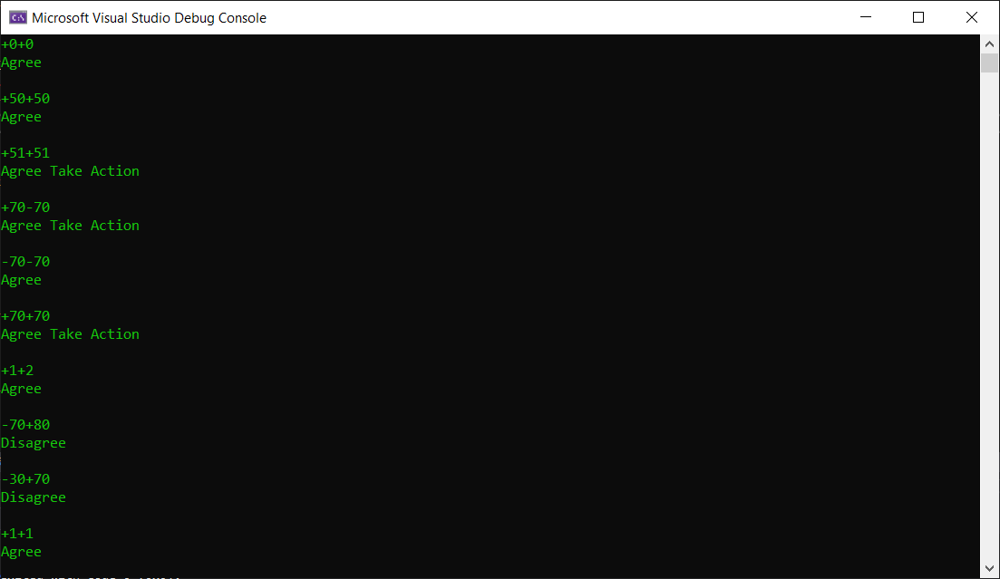 Microsoft Visual Studio Debug Console
+0+0
Agree
+50+50
Agree
+51+51
Agree Take Action
+70-70
Agree Take Action
-70-70
Agree
+70+70
Agree Take Action
+1+2
Agree
-70+80
Disagree
-30+70
Disagree
+1+1
Agree